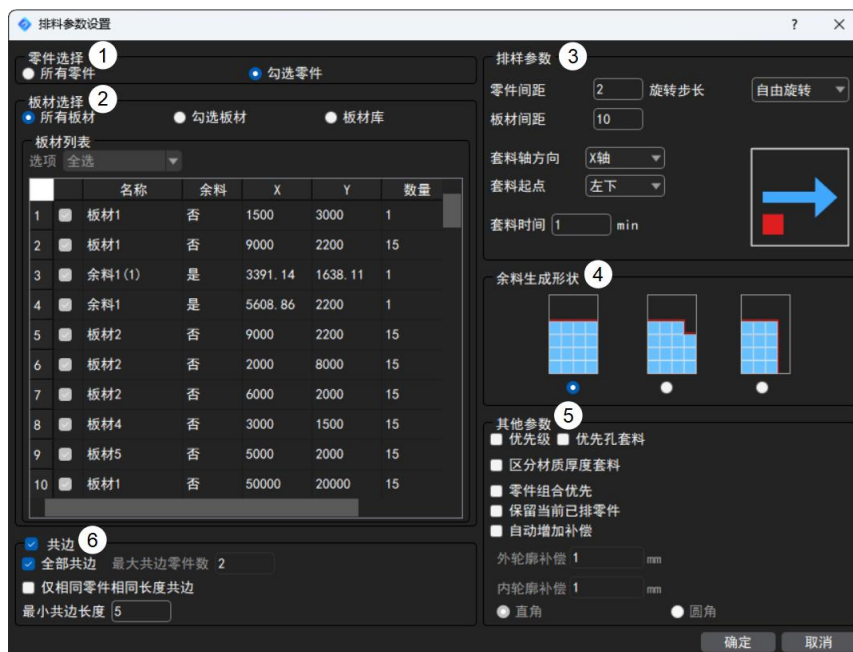 排料参数设置
? ×
零件选择 1
所有零件 勾选零件
板材选择 2
所有板材 勾选板材 板材库
板材列表
选项 全选
名称 余料 X Y 数量
1 板材1 否 1500 3000 1
2 板材1 否 9000 2200 15
3 余料1(1) 是 3391.14 1638.11 1
4 余料1 是 5608.86 2200 1
5 板材2 否 9000 2200 15
6 板材2 否 2000 8000 15
7 板材2 否 6000 2000 15
8 板材4 否 3000 1500 15
9 板材5 否 5000 2000 15
10 板材1 否 50000 20000 15
共边 6
全部共边 最大共边零件数 2
仅相同零件相同长度共边
最小共边长度 5
排样参数 3
零件间距 2 旋转步长 自由旋转
板材间距 10
套料轴方向 X轴
套料起点 左下
套料时间 1 min
余料生成形状 4
其他参数 5
优先级 优先孔套料
区分材质厚度套料
零件组合优先
保留当前已排零件
自动增加补偿
外轮廓补偿 1 mm
内轮廓补偿 1 mm
直角 圆角
确定 取消